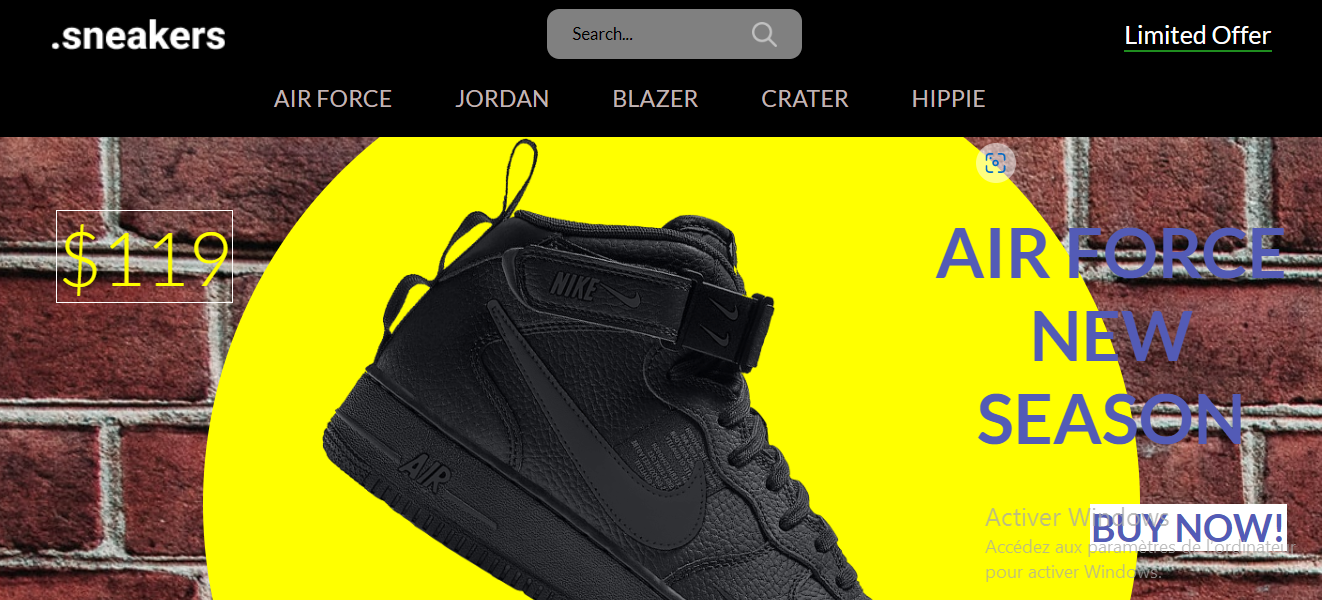 .sneakers
Search...
Limited Offer
AIR FORCE
JORDAN
BLAZER
CRATER
HIPPIE
$119
NIKE
AIR
AIR FORCE
NEW
SEASON
BUY NOW!
Activer Windows
Accédez aux paramètres de l'ordinateur
pour activer Windows.